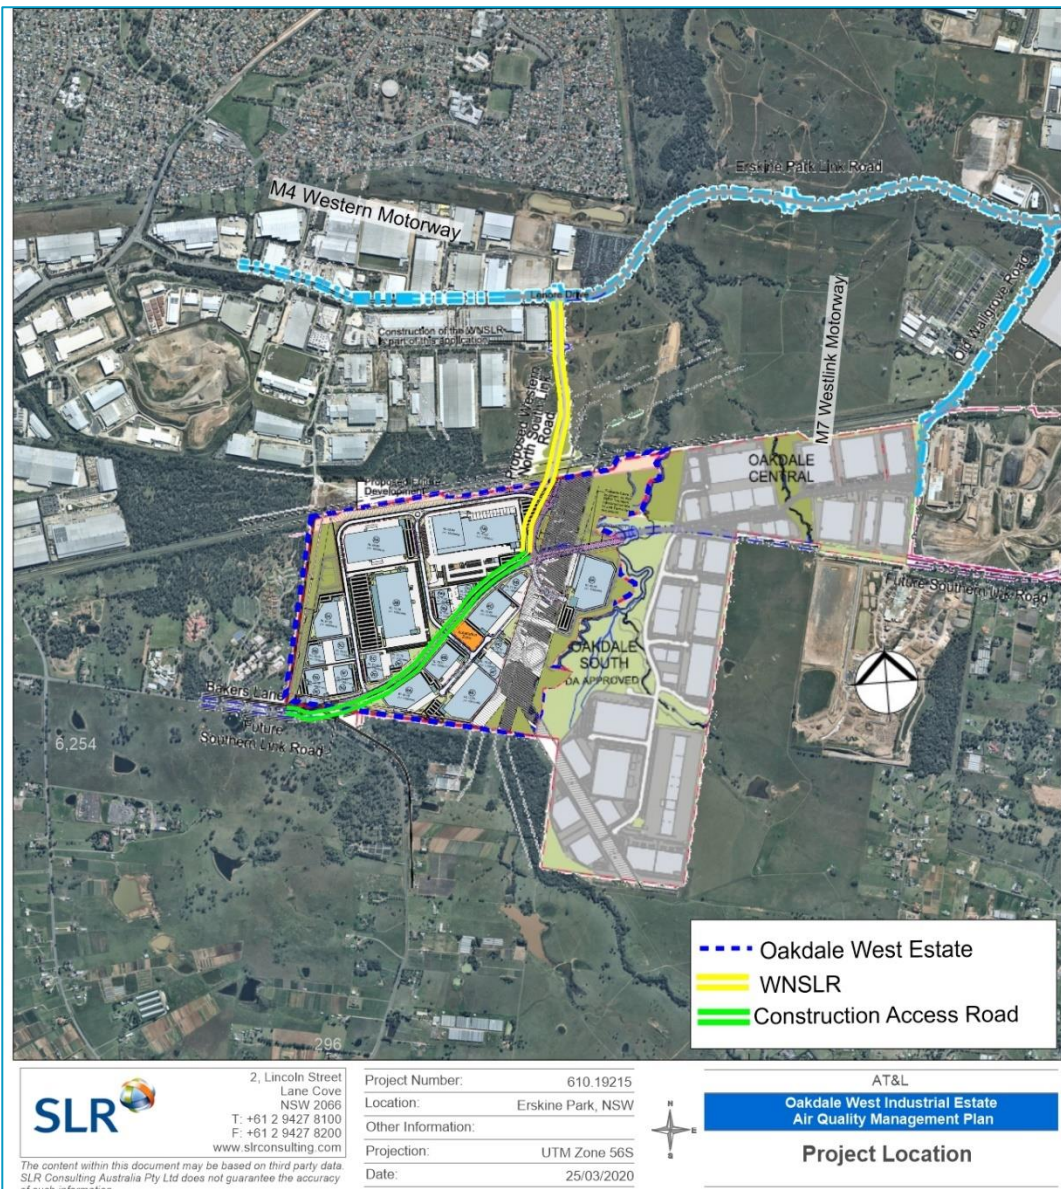 Erskine Park Link Road
M4 Western Motorway
Old Wallgrove Road
Lenore Drive
M7 Westlink Motorway
Construction of the WNSLR
part of this application
Proposed Western
North South Link
Road
OAKDALE
CENTRAL
Development
Future Southern Link Road
OAKDALE
SOUTH
DA APPROVED
Bakers Lane
Future
Southern Link Road
6,254
296
Oakdale West Estate
WNSLR
Construction Access Road
SLR
2, Lincoln Street
Lane Cove
NSW 2066
T: +61 2 9427 8100
F: +61 2 9427 8200
www.slrconsulting.com
The content within this document may be based on third party data.
SLR Consulting Australia Pty Ltd does not guarantee the accuracy
of such information.
Project Number: 610.19215
Location: Erskine Park, NSW
Other Information:
Projection: UTM Zone 56S
Date: 25/03/2020
N
E
S
AT&L
Oakdale West Industrial Estate
Air Quality Management Plan
Project Location